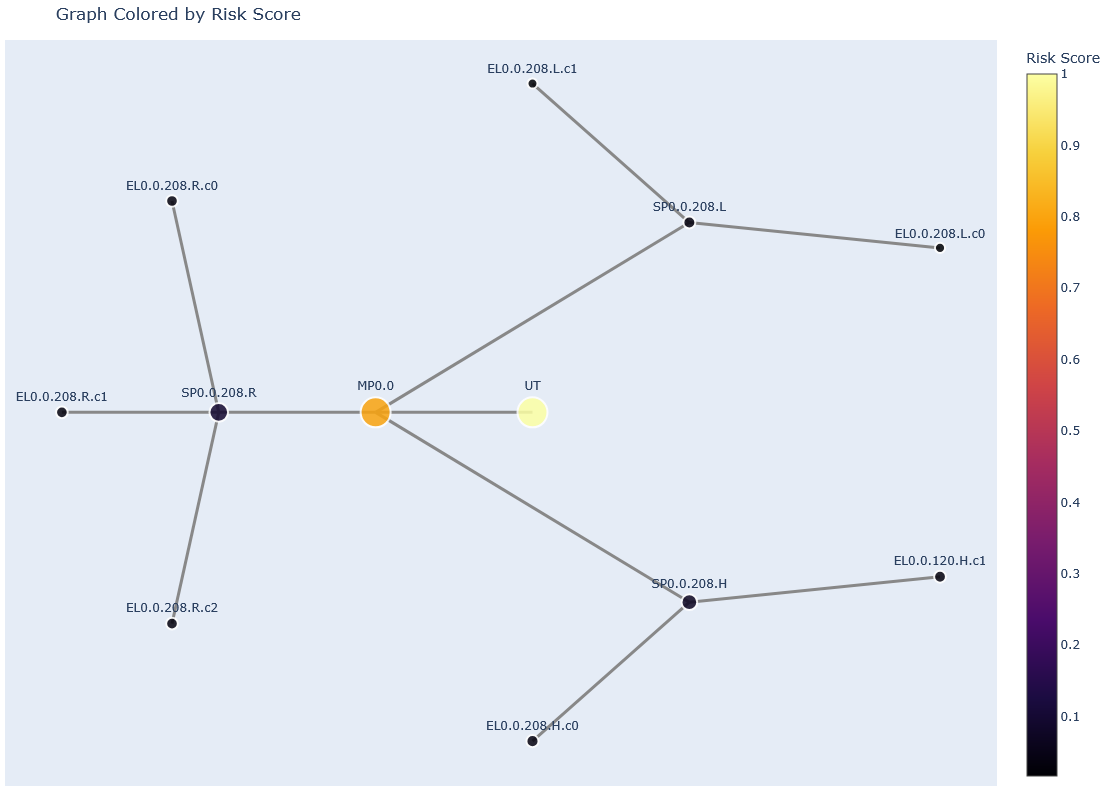 Graph Colored by Risk Score
Risk Score
EL0.0.208.L.c1
1
0.9
EL0.0.208.R.c0
SP0.0.208.L
0.8
EL0.0.208.L.c0
0.7
0.6
MP0.0
UT
SP0.0.208.R
EL0.0.208.R.c1
0.5
0.4
EL0.0.120.H.c1
SP0.0.208.H
0.3
EL0.0.208.R.c2
0.2
EL0.0.208.H.c0
0.1